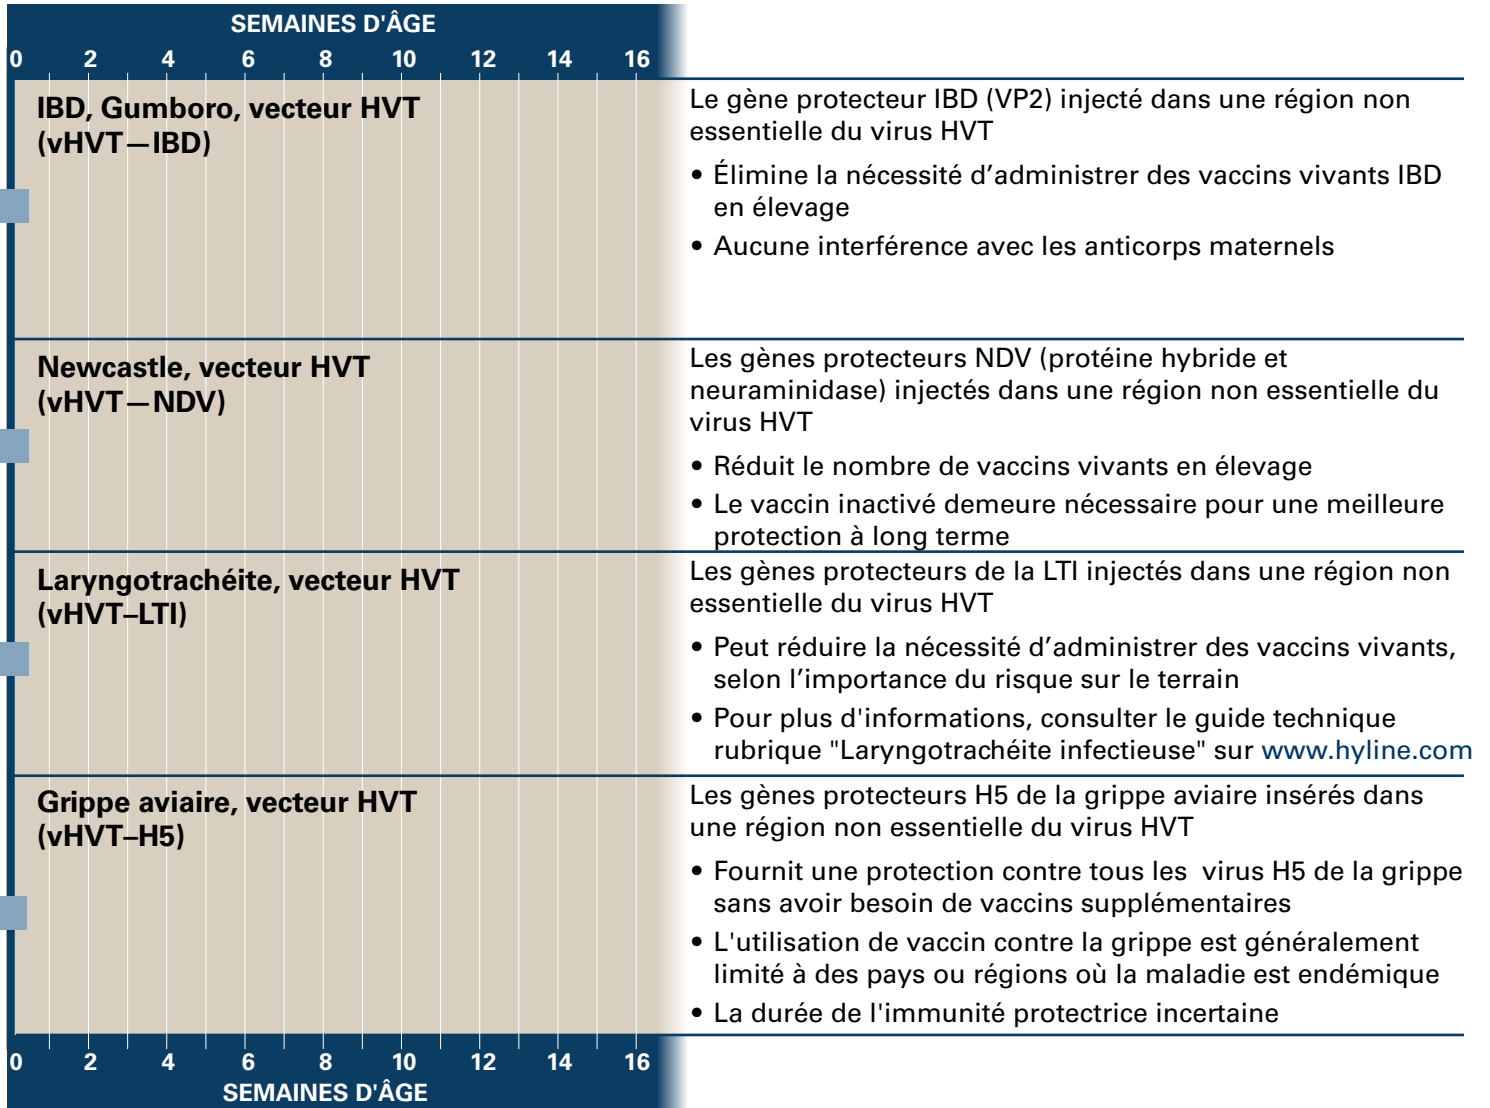 SEMAINES D'ÂGE
0 2 4 6 8 10 12 14 16
IBD, Gumboro, vecteur HVT
(vHVT—IBD)
Le gène protecteur IBD (VP2) injecté dans une région non
essentielle du virus HVT
• Élimine la nécessité d’administrer des vaccins vivants IBD
en élevage
• Aucune interférence avec les anticorps maternels
Newcastle, vecteur HVT
(vHVT—NDV)
Les gènes protecteurs NDV (protéine hybride et
neuraminidase) injectés dans une région non essentielle du
virus HVT
• Réduit le nombre de vaccins vivants en élevage
• Le vaccin inactivé demeure nécessaire pour une meilleure
protection à long terme
Laryngotrachéite, vecteur HVT
(vHVT–LTI)
Les gènes protecteurs de la LTI injectés dans une région non
essentielle du virus HVT
• Peut réduire la nécessité d’administrer des vaccins vivants,
selon l’importance du risque sur le terrain
• Pour plus d'informations, consulter le guide technique
rubrique "Laryngotrachéite infectieuse" sur www.hyline.com
Grippe aviaire, vecteur HVT
(vHVT–H5)
Les gènes protecteurs H5 de la grippe aviaire insérés dans
une région non essentielle du virus HVT
• Fournit une protection contre tous les  virus H5 de la grippe
sans avoir besoin de vaccins supplémentaires
• L'utilisation de vaccin contre la grippe est généralement
limité à des pays ou régions où la maladie est endémique
• La durée de l'immunité protectrice incertaine
0 2 4 6 8 10 12 14 16
SEMAINES D'ÂGE